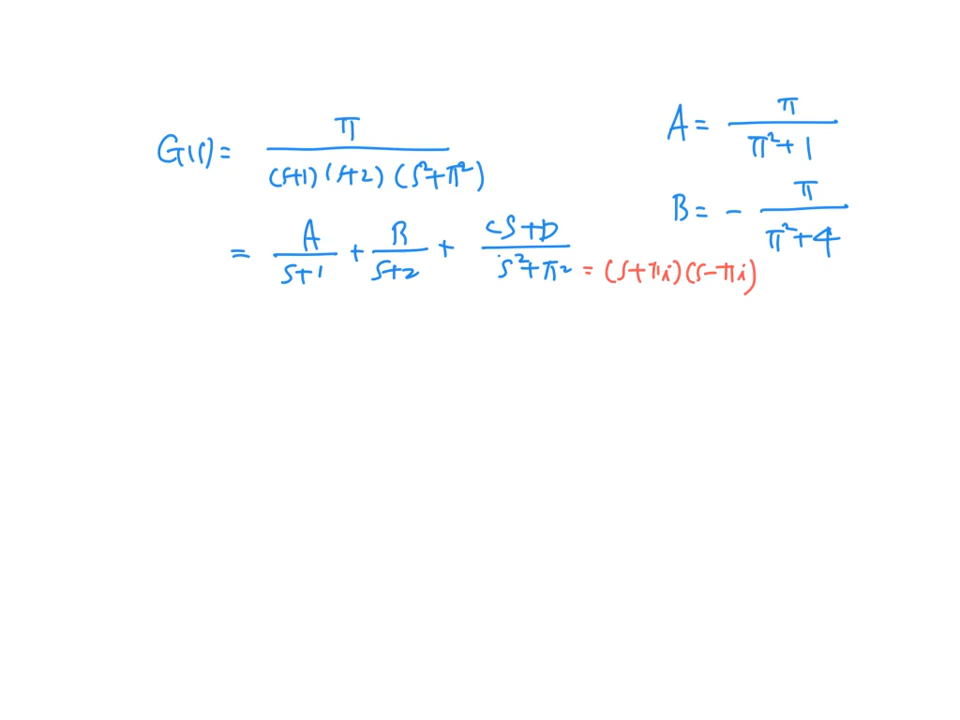 G(s) = π / ((s+1)(s+2)(s²+π²))
= A/(s+1) + B/(s+2) + (Cs+D)/(s²+π²) = (s+πi)(s-πi)
A = π/(π²+1)
B = - π/(π²+4)